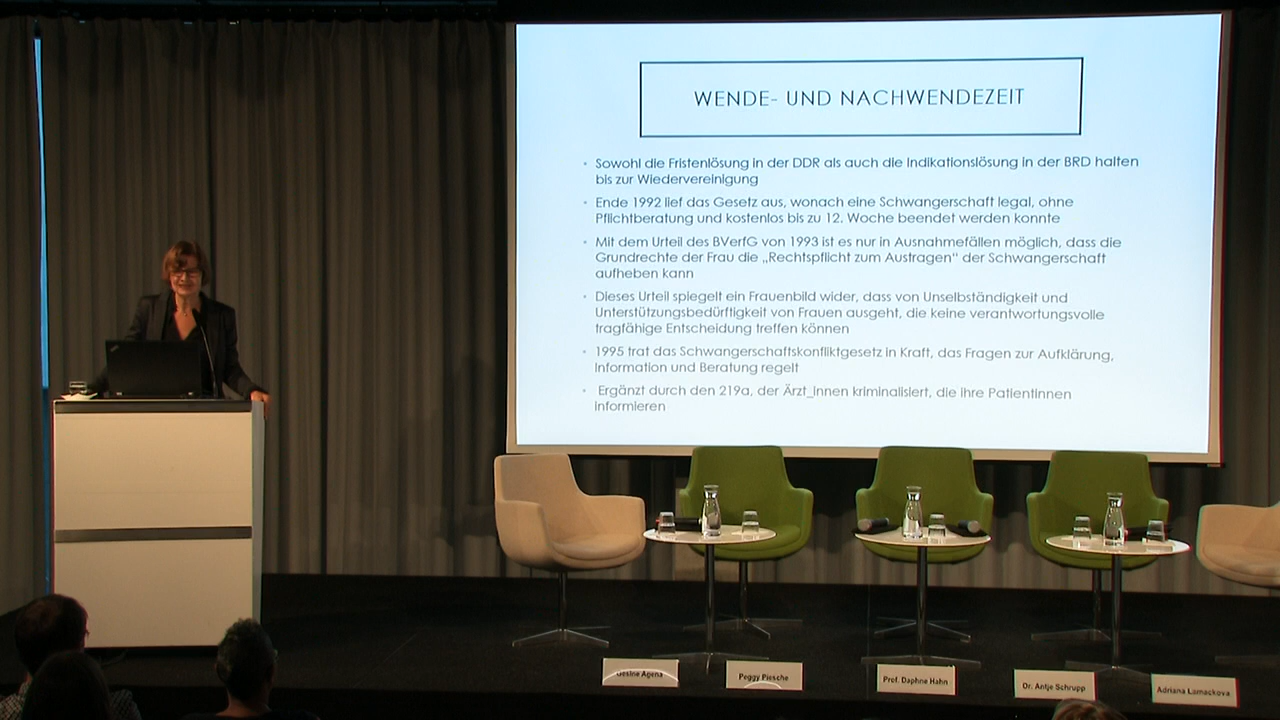 WENDE- UND NACHWENDEZEIT
• Sowohl die Fristenlösung in der DDR als auch die Indikationslösung in der BRD halten
bis zur Wiedervereinigung
• Ende 1992 lief das Gesetz aus, wonach eine Schwangerschaft legal, ohne
Pflichtberatung und kostenlos bis zu 12. Woche beendet werden konnte
• Mit dem Urteil des BVerfG von 1993 ist es nur in Ausnahmefällen möglich, dass die
Grundrechte der Frau die „Rechtspflicht zum Austragen“ der Schwangerschaft
aufheben kann
• Dieses Urteil spiegelt ein Frauenbild wider, dass von Unselbständigkeit und
Unterstützungsbedürftigkeit von Frauen ausgeht, die keine verantwortungsvolle
tragfähige Entscheidung treffen können
• 1995 trat das Schwangerschaftskonfliktgesetz in Kraft, das Fragen zur Aufklärung,
Information und Beratung regelt
• Ergänzt durch den 219a, der Ärzt_innen kriminalisiert, die ihre Patientinnen
informieren
Gesine Agena
Peggy Piesche
Prof. Daphne Hahn
Dr. Antje Schrupp
Adriana Lamackova